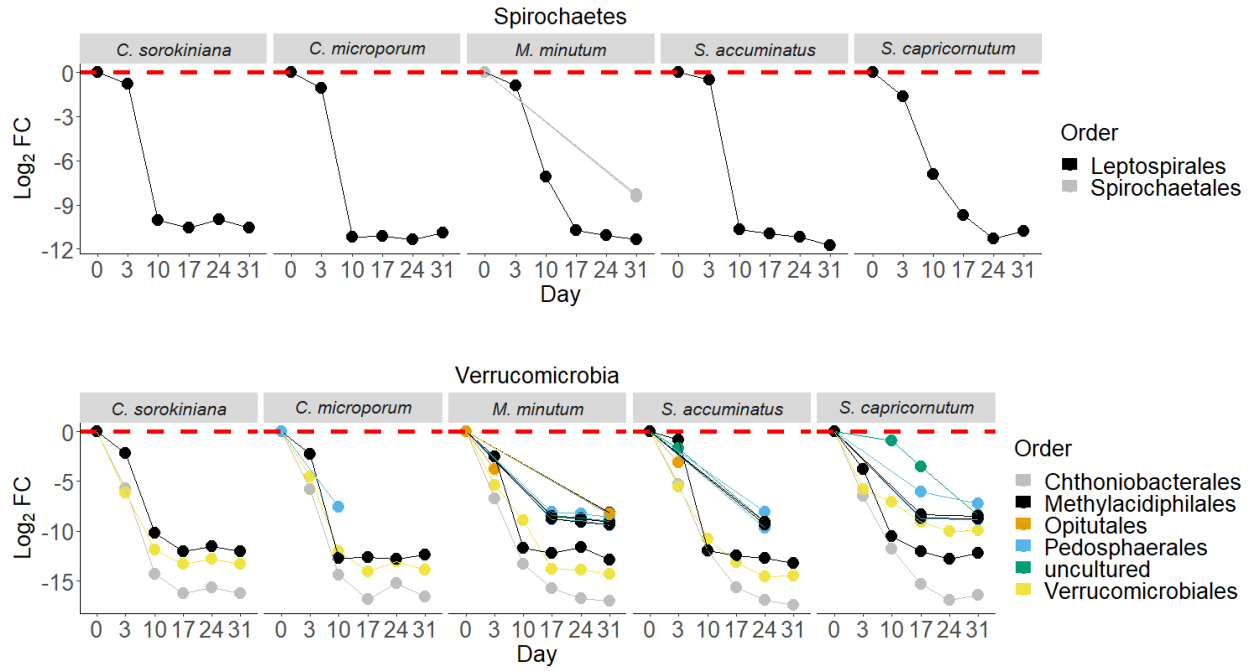 Spirochaetes
C. sorokiniana C. microporum M. minutum S. accuminatus S. capricornutum
0
-3
-6
-9
-12
Log₂ FC
0 3 10 17 24 31 0 3 10 17 24 31 0 3 10 17 24 31 0 3 10 17 24 31 0 3 10 17 24 31
Day
Order
Leptospirales
Spirochaetales
Verrucomicrobia
C. sorokiniana C. microporum M. minutum S. accuminatus S. capricornutum
0
-5
-10
-15
Log₂ FC
0 3 10 17 24 31 0 3 10 17 24 31 0 3 10 17 24 31 0 3 10 17 24 31 0 3 10 17 24 31
Day
Order
Chthoniobacterales
Methylacidiphilales
Opitutales
Pedosphaerales
uncultured
Verrucomicrobiales